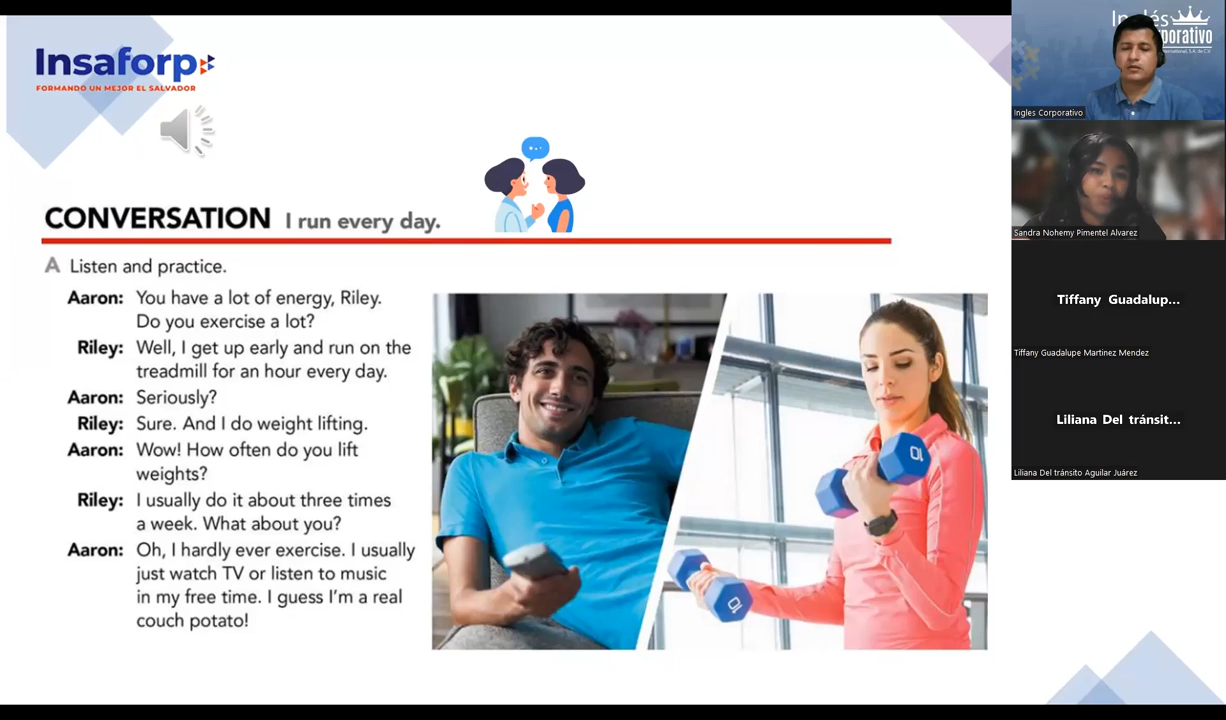 Insaforp
FORMANDO UN MEJOR EL SALVADOR
CONVERSATION I run every day.
A Listen and practice.
Aaron: You have a lot of energy, Riley.
Do you exercise a lot?
Riley: Well, I get up early and run on the
treadmill for an hour every day.
Aaron: Seriously?
Riley: Sure. And I do weight lifting.
Aaron: Wow! How often do you lift
weights?
Riley: I usually do it about three times
a week. What about you?
Aaron: Oh, I hardly ever exercise. I usually
just watch TV or listen to music
in my free time. I guess I'm a real
couch potato!
10
10
Ingles Corporativo
Sandra Nohemy Pimentel Alvarez
Tiffany Guadalup...
Tiffany Guadalupe Martinez Mendez
Liliana Del tránsit...
Liliana Del tránsito Aguilar Juárez